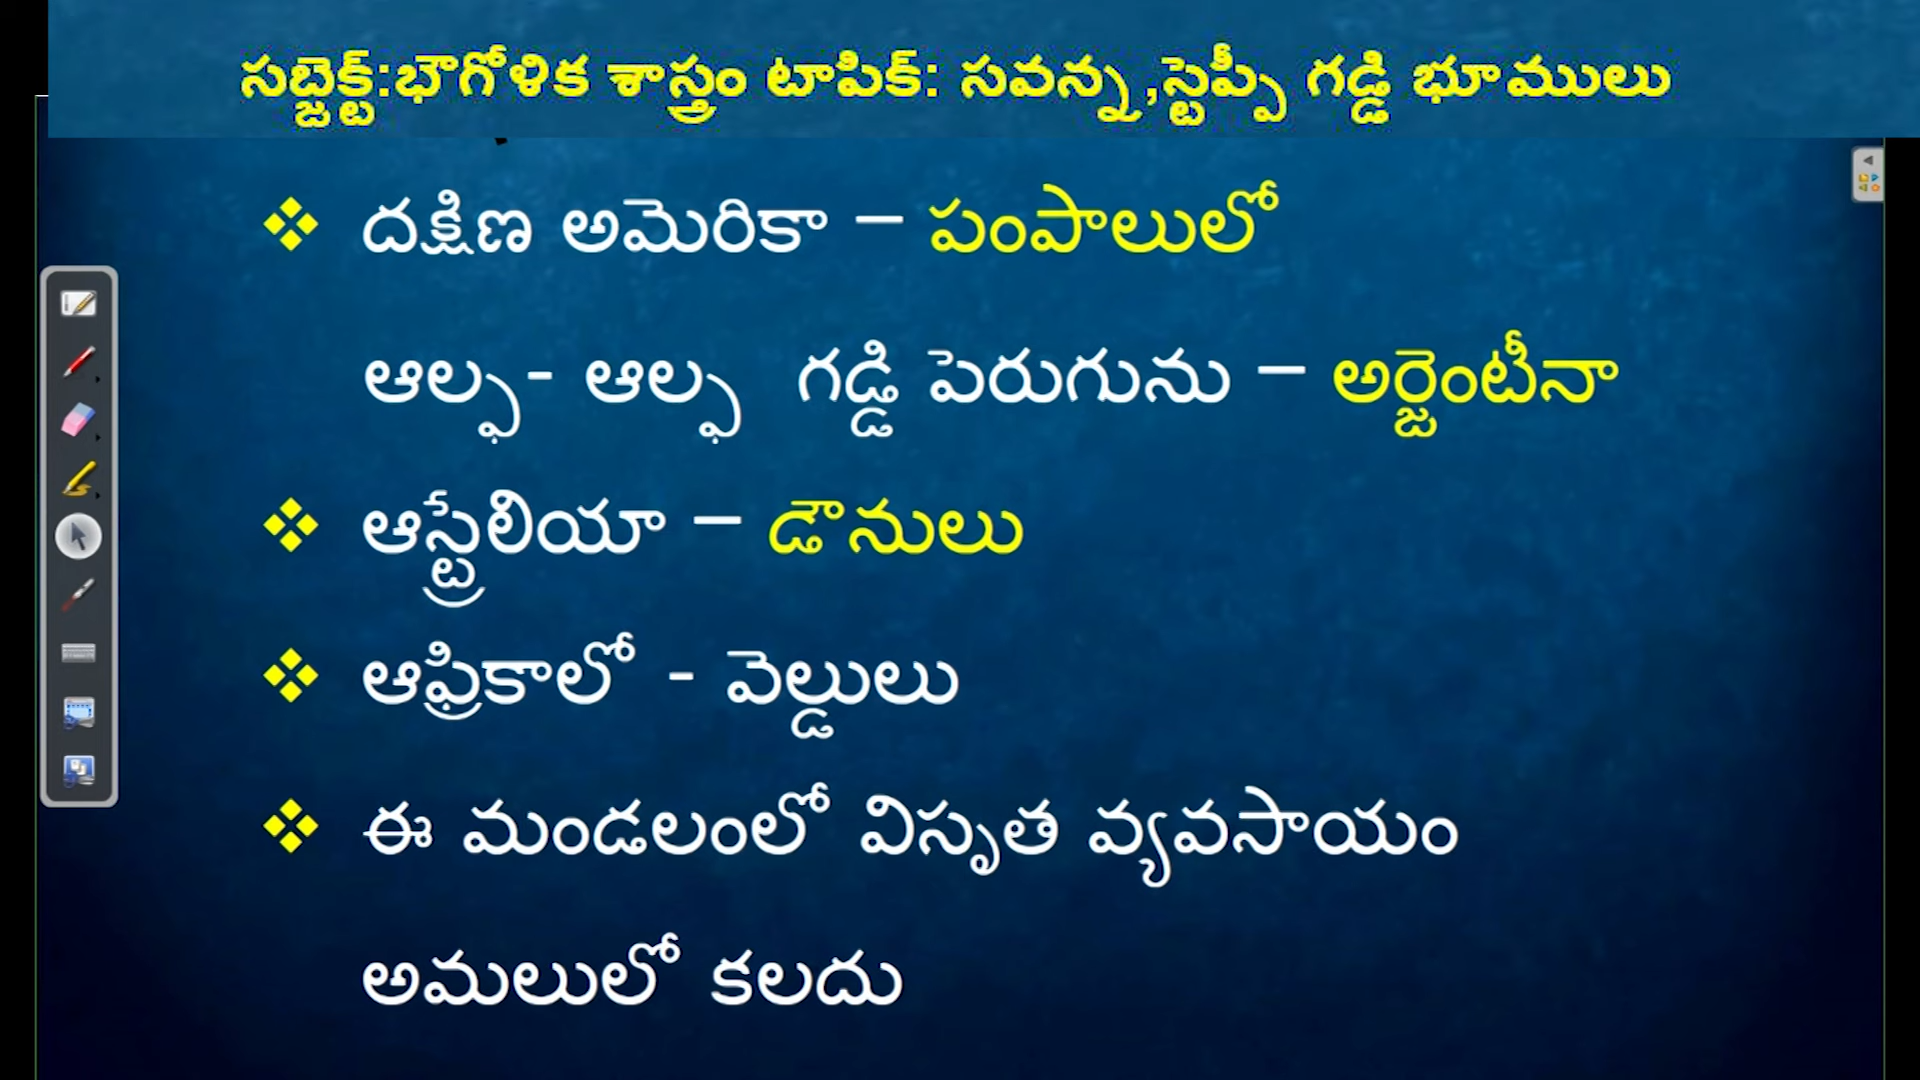 సబ్జెక్ట్:భౌగోళిక శాస్త్రం టాపిక్: సవన్న,స్టెప్పీ గడ్డి భూములు
దక్షిణ అమెరికా – పంపాలులో
ఆల్ఫ- ఆల్ఫ గడ్డి పెరుగును – అర్జెంటీనా
ఆస్ట్రేలియా – డౌనులు
ఆఫ్రికాలో - వెల్డులు
ఈ మండలంలో విసృత వ్యవసాయం
అమలులో కలదు